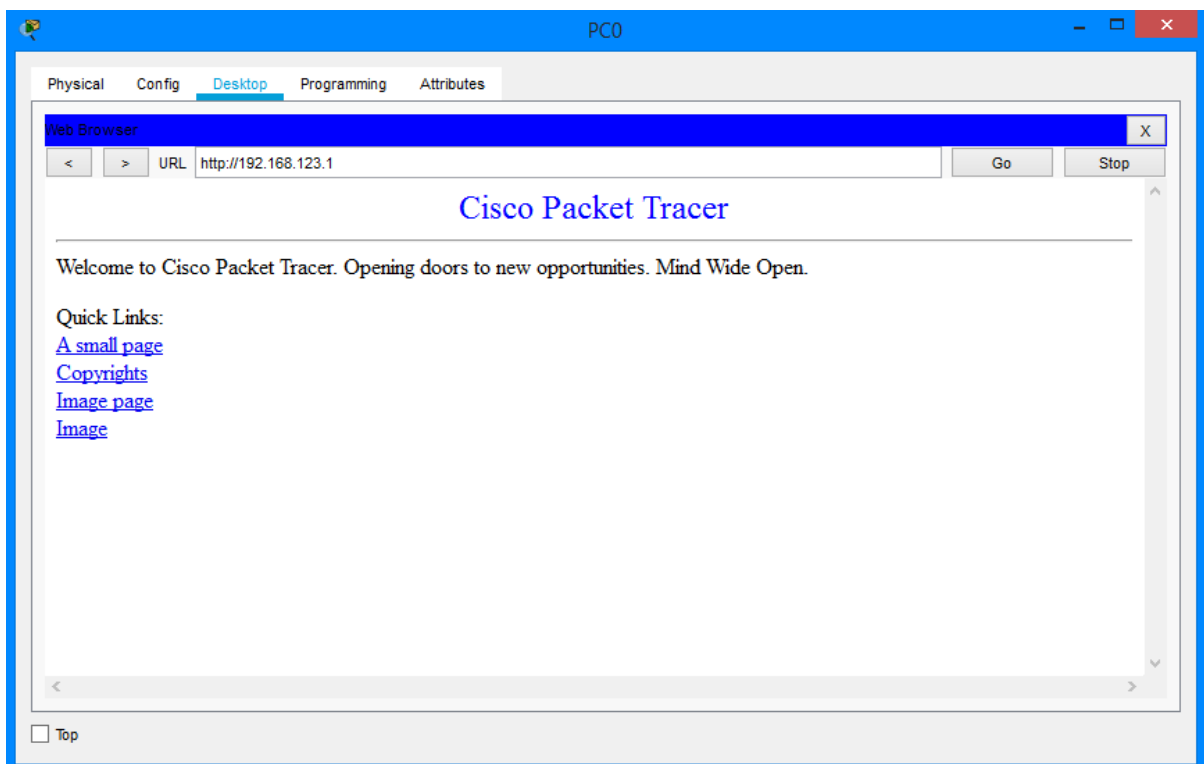 PC0
Physical Config Desktop Programming Attributes
Web Browser X
< > URL http://192.168.123.1 Go Stop
Cisco Packet Tracer
Welcome to Cisco Packet Tracer. Opening doors to new opportunities. Mind Wide Open.
Quick Links:
A small page
Copyrights
Image page
Image
Top